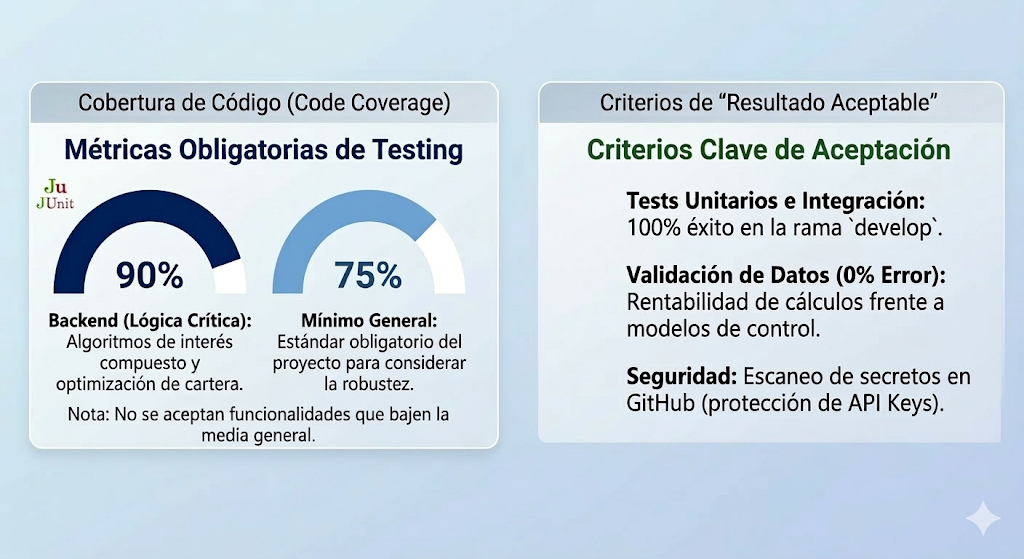 Cobertura de Código (Code Coverage)
Métricas Obligatorias de Testing
Ju
JUnit
90%
75%
Backend (Lógica Crítica):
Algoritmos de interés
compuesto y
optimización de cartera.
Mínimo General:
Estándar obligatorio del
proyecto para considerar
la robustez.
Nota: No se aceptan funcionalidades que bajen la
media general.
Criterios de “Resultado Aceptable”
Criterios Clave de Aceptación
Tests Unitarios e Integración:
100% éxito en la rama `develop`.
Validación de Datos (0% Error):
Rentabilidad de cálculos frente a
modelos de control.
Seguridad: Escaneo de secretos en
GitHub (protección de API Keys).